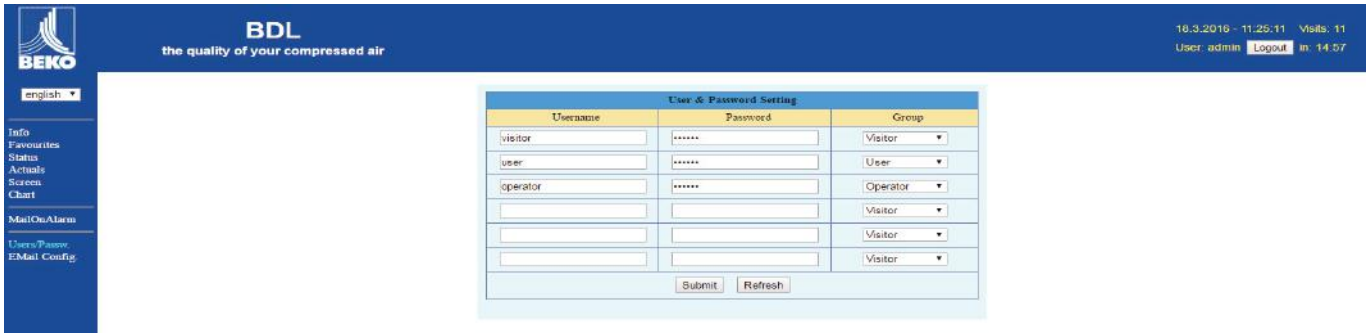 BEKO
BDL
the quality of your compressed air
18.3.2016 - 11:25:11 Visits: 11
User: admin Logout in: 14:57
english
Info
Favourites
Status
Actuals
Screen
Chart
MailOnAlarm
Users/Passw.
EMail Config.
User & Password Setting
Username Password Group
visitor •••••• Visitor
user •••••• User
operator •••••• Operator
Visitor
Visitor
Visitor
Submit Refresh